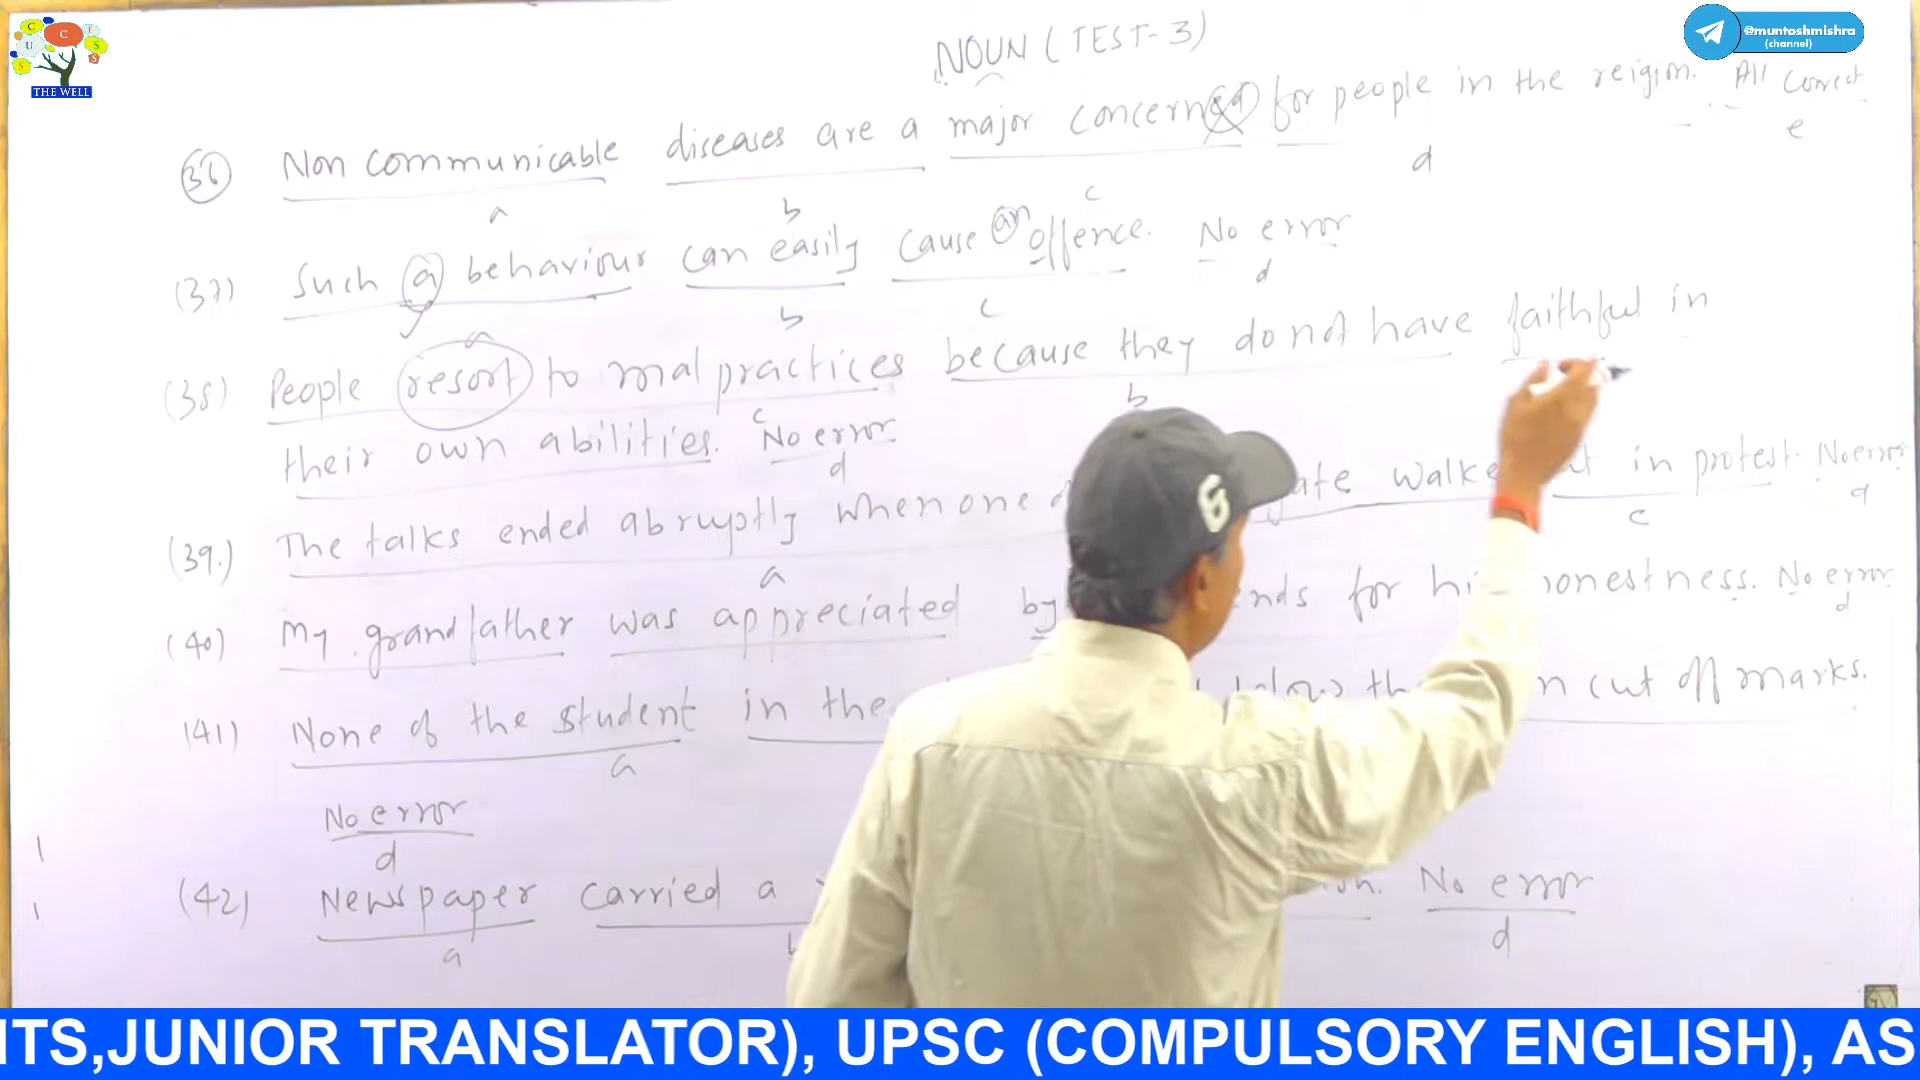 S U C C E S S
THE WELL
@muntoshmishra
(channel)
NOUN (TEST-3)
(36) Non communicable diseases are a major concerned for people in the reigion. All Correct
a b c d e
(37) Such a behaviour can easily cause an offence. No error
a b c d
(38) People resort to malpractices because they do not have faithful in
b
their own abilities. No error
c d
(39.) The talks ended abruptly when one walke in protest. No error
a c d
(40) My grandfather was appreciated by for honestness. No error
d
(41) None of the student in the cut off marks.
a
No error
d
(42) Newspaper carried a No error
a b d
ITS,JUNIOR TRANSLATOR), UPSC (COMPULSORY ENGLISH), AS